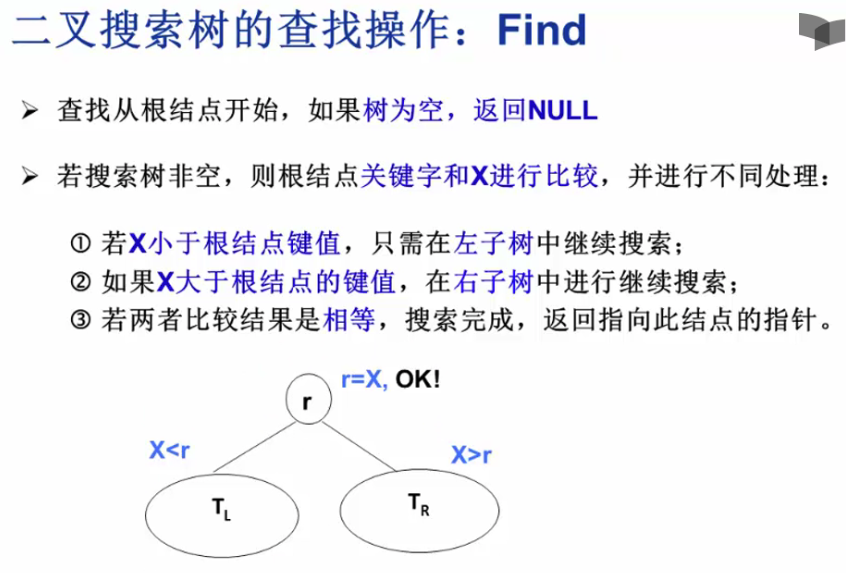 二叉搜索树的查找操作：Find
➢ 查找从根结点开始，如果树为空，返回NULL
➢ 若搜索树非空，则根结点关键字和X进行比较，并进行不同处理：
① 若X小于根结点键值，只需在左子树中继续搜索；
② 如果X大于根结点的键值，在右子树中进行继续搜索；
③ 若两者比较结果是相等，搜索完成，返回指向此结点的指针。
r=X, OK!
r
X<r
X>r
TL
TR